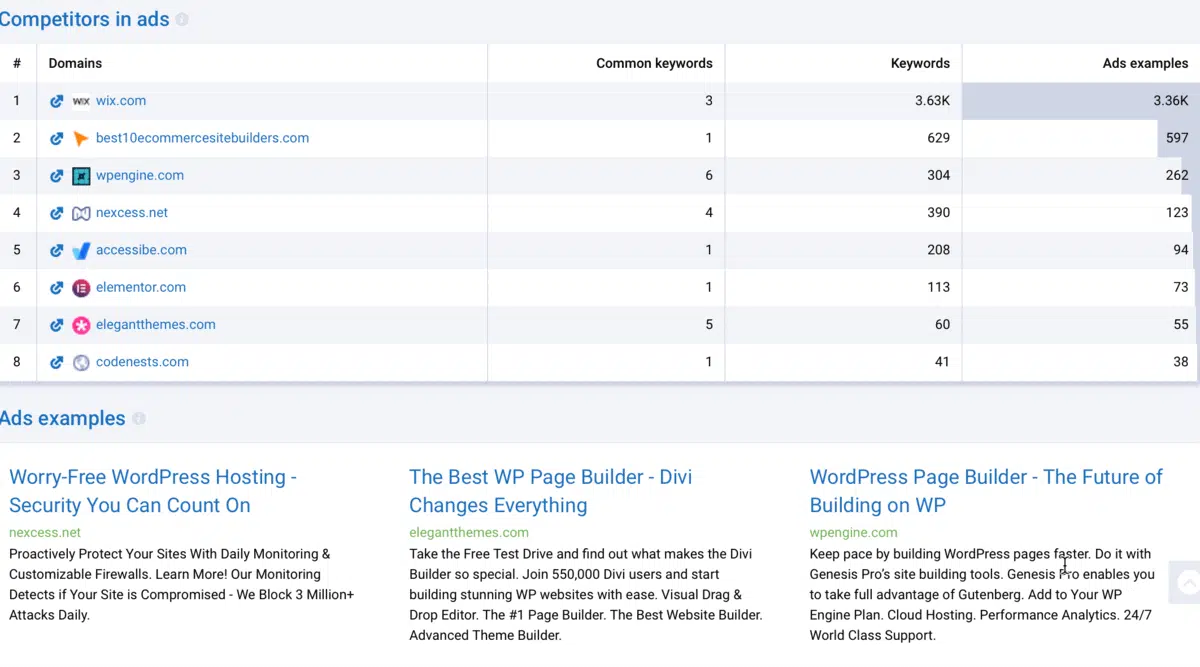 Competitors in ads
# Domains Common keywords Keywords Ads examples
1 WIX wix.com 3 3.63K 3.36K
2 best10ecommercesitebuilders.com 1 629 597
3 wpengine.com 6 304 262
4 nexcess.net 4 390 123
5 accessibe.com 1 208 94
6 elementor.com 1 113 73
7 elegantthemes.com 5 60 55
8 codenests.com 1 41 38
Ads examples
Worry-Free WordPress Hosting -
Security You Can Count On
nexcess.net
Proactively Protect Your Sites With Daily Monitoring &
Customizable Firewalls. Learn More! Our Monitoring
Detects if Your Site is Compromised - We Block 3 Million+
Attacks Daily.
The Best WP Page Builder - Divi
Changes Everything
elegantthemes.com
Take the Free Test Drive and find out what makes the Divi
Builder so special. Join 550,000 Divi users and start
building stunning WP websites with ease. Visual Drag &
Drop Editor. The #1 Page Builder. The Best Website Builder.
Advanced Theme Builder.
WordPress Page Builder - The Future of
Building on WP
wpengine.com
Keep pace by building WordPress pages faster. Do it with
Genesis Pro’s site building tools. Genesis Pro enables you
to take full advantage of Gutenberg. Add to Your WP
Engine Plan. Cloud Hosting. Performance Analytics. 24/7
World Class Support.